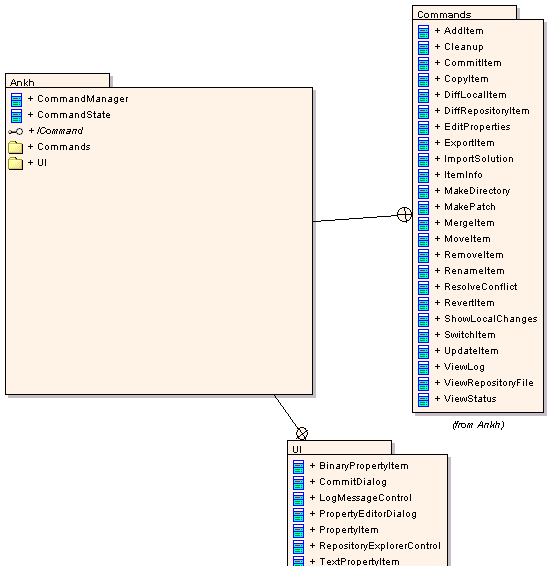 Ankh
+ CommandManager
+ CommandState
+ ICommand
+ Commands
+ UI
Commands
+ AddItem
+ Cleanup
+ CommitItem
+ CopyItem
+ DiffLocalItem
+ DiffRepositoryItem
+ EditProperties
+ ExportItem
+ ImportSolution
+ ItemInfo
+ MakeDirectory
+ MakePatch
+ MergeItem
+ MoveItem
+ RemoveItem
+ RenameItem
+ ResolveConflict
+ RevertItem
+ ShowLocalChanges
+ SwitchItem
+ UpdateItem
+ ViewLog
+ ViewRepositoryFile
+ ViewStatus
(from Ankh)
UI
+ BinaryPropertyItem
+ CommitDialog
+ LogMessageControl
+ PropertyEditorDialog
+ PropertyItem
+ RepositoryExplorerControl
+ TextPropertyItem